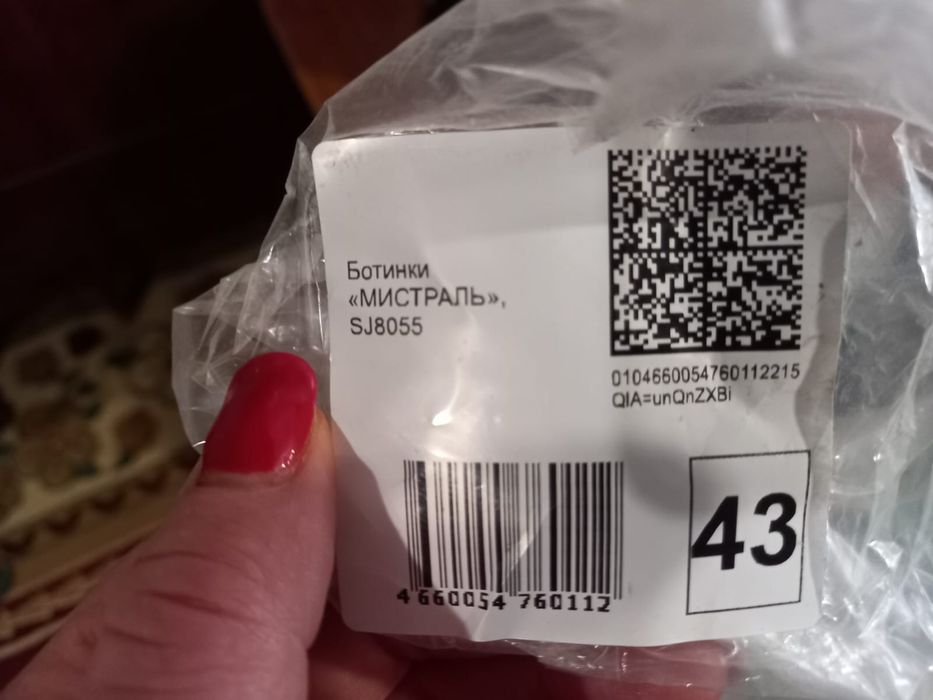 Ботинки
«МИСТРАЛЬ»,
SJ8055
0104660054760112215
QIA=unQnZXBi
43
4 660054 760112